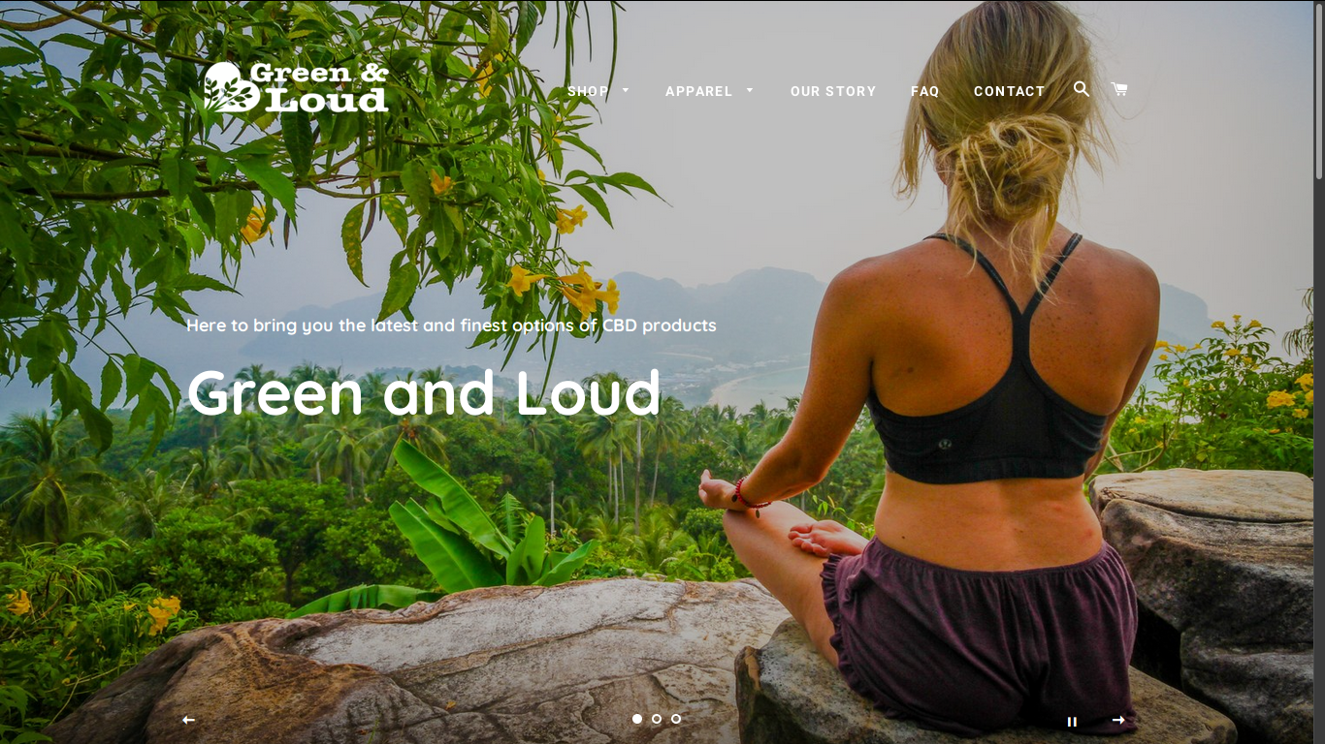 Green &
Loud
SHOP
APPAREL
OUR STORY
FAQ
CONTACT
Here to bring you the latest and finest options of CBD products
Green and Loud